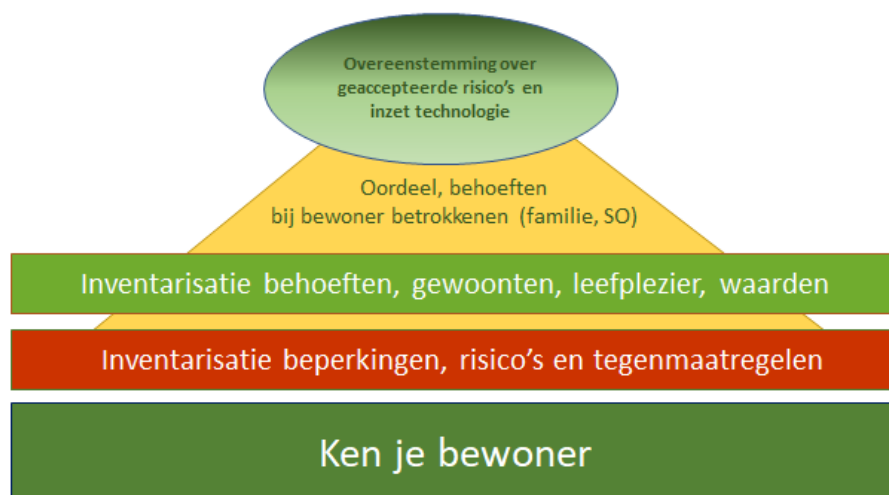 Overeenstemming over
geaccepteerde risico's en
inzet technologie
Oordeel, behoeften
bij bewoner betrokkenen (familie, SO)
Inventarisatie behoeften, gewoonten, leefplezier, waarden
Inventarisatie beperkingen, risico's en tegenmaatregelen
Ken je bewoner